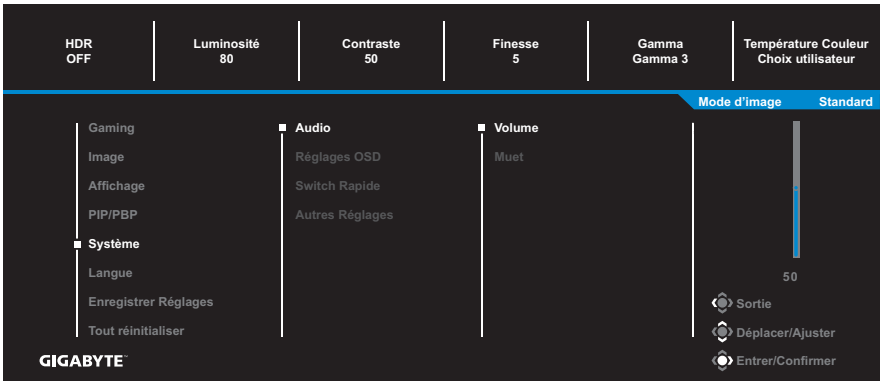 HDR
OFF
Luminosité
80
Contraste
50
Finesse
5
Gamma
Gamma 3
Température Couleur
Choix utilisateur
Mode d'image Standard
Gaming
Image
Affichage
PIP/PBP
Système
Langue
Enregistrer Réglages
Tout réinitialiser
Audio
Réglages OSD
Switch Rapide
Autres Réglages
Volume
Muet
50
Sortie
Déplacer/Ajuster
Entrer/Confirmer
GIGABYTE™